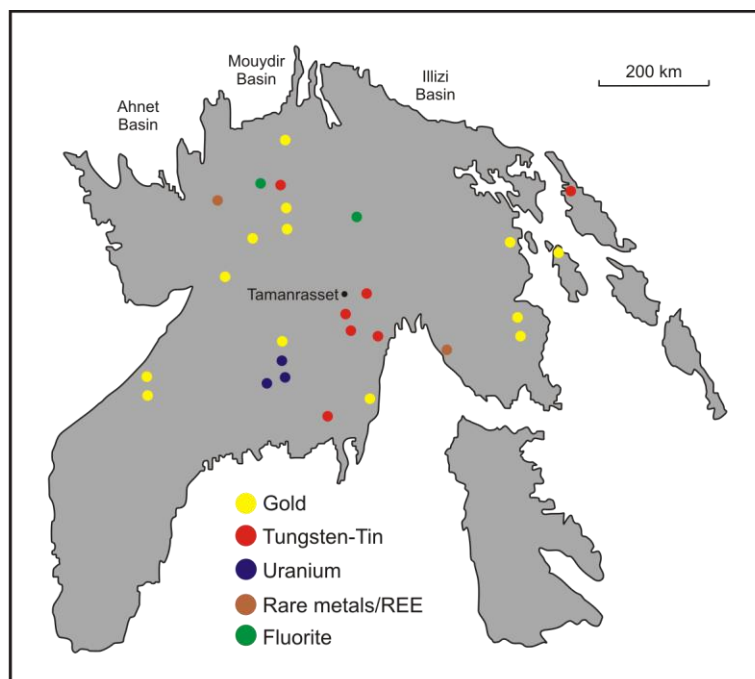 Mouydir
Basin
Illizi
Basin
200 km
Ahnet
Basin
Tamanrasset
Gold
Tungsten-Tin
Uranium
Rare metals/REE
Fluorite